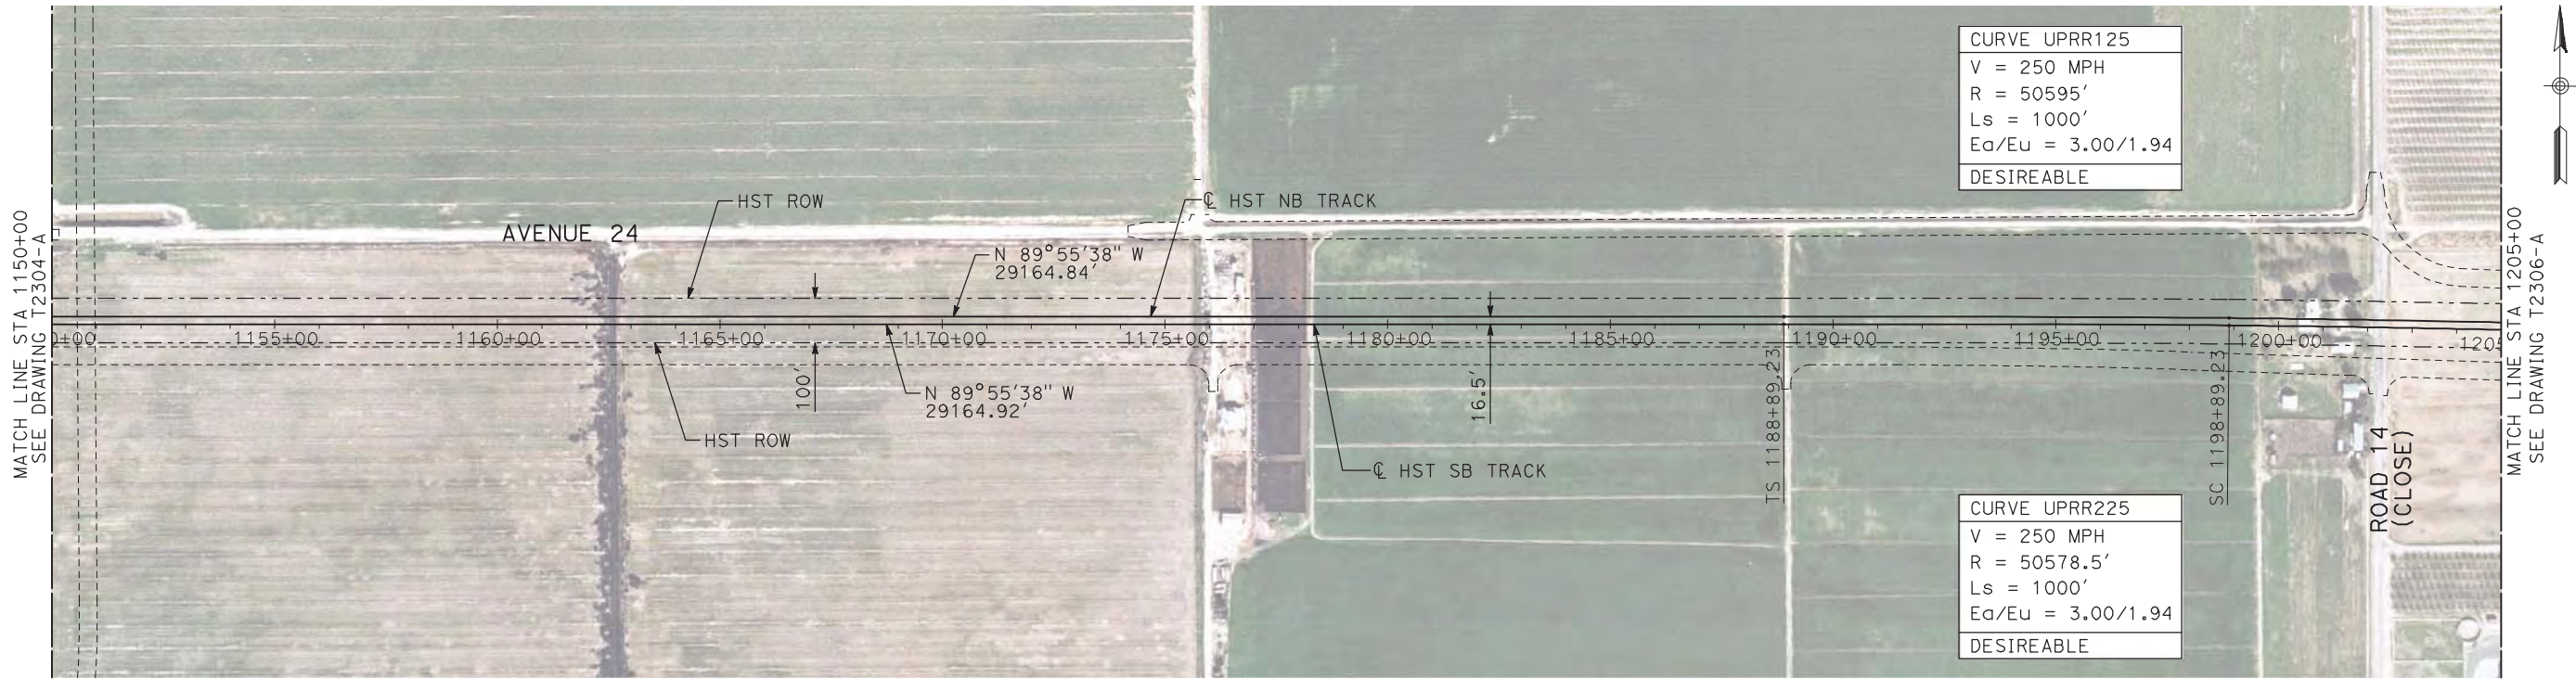 MATCH LINE STA 1150+00
SEE DRAWING T2304-A
AVENUE 24
HST ROW
℄ HST NB TRACK
N 89°55'38" W
29164.84'
CURVE UPRR125
V = 250 MPH
R = 50595'
Ls = 1000'
Ea/Eu = 3.00/1.94
DESIREABLE
0+00
1155+00
1160+00
1165+00
1170+00
1175+00
1180+00
1185+00
1190+00
1195+00
1200+00
1205
100'
N 89°55'38" W
29164.92'
HST ROW
16.5'
℄ HST SB TRACK
TS 1188+89.23
SC 1198+89.23
CURVE UPRR225
V = 250 MPH
R = 50578.5'
Ls = 1000'
Ea/Eu = 3.00/1.94
DESIREABLE
ROAD 14
(CLOSE)
MATCH LINE STA 1205+00
SEE DRAWING T2306-A